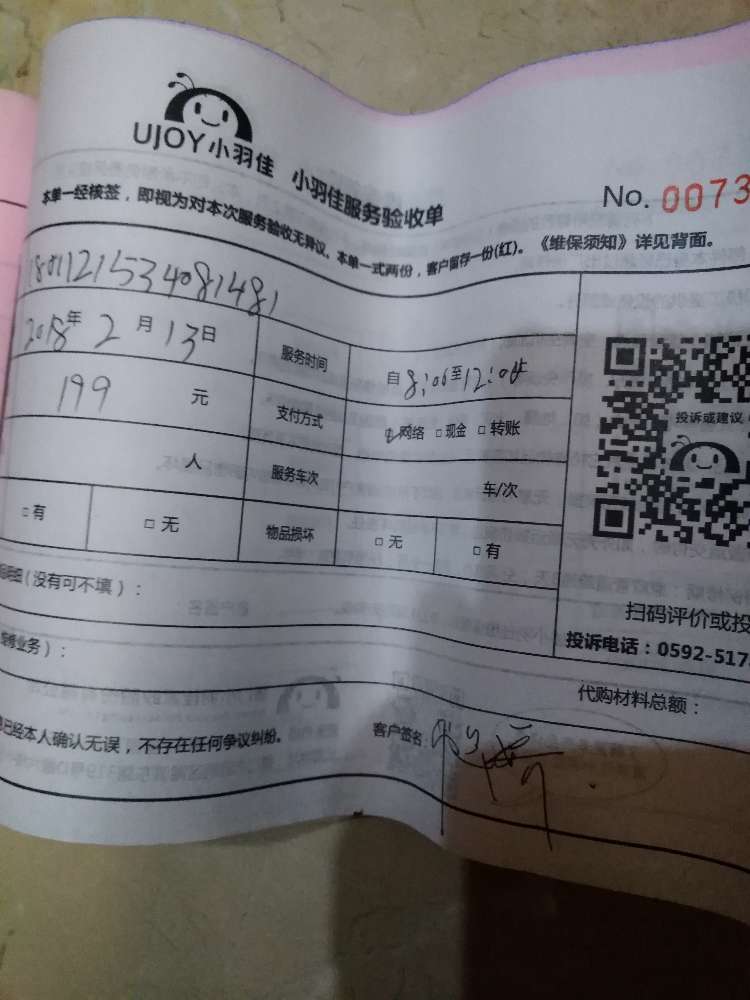 UJOY小羽佳 小羽佳服务验收单
No. 0073
本单一经核签，即视为对本次服务验收无异议。本单一式两份，客户留存一份(红)。《维保须知》详见背面。
1801121534081481
2018年2月13日 服务时间 自8:00至12:00
199 元 支付方式 ☑网络 □现金 □转账
人 服务车次 车/次
□有 □无 物品损坏 □无 □有
投诉或建议
明细(没有可不填)：
扫码评价或投
维修业务)：
投诉电话：0592-517
代购材料总额：
已经本人确认无误，不存在任何争议纠纷。 客户签名: